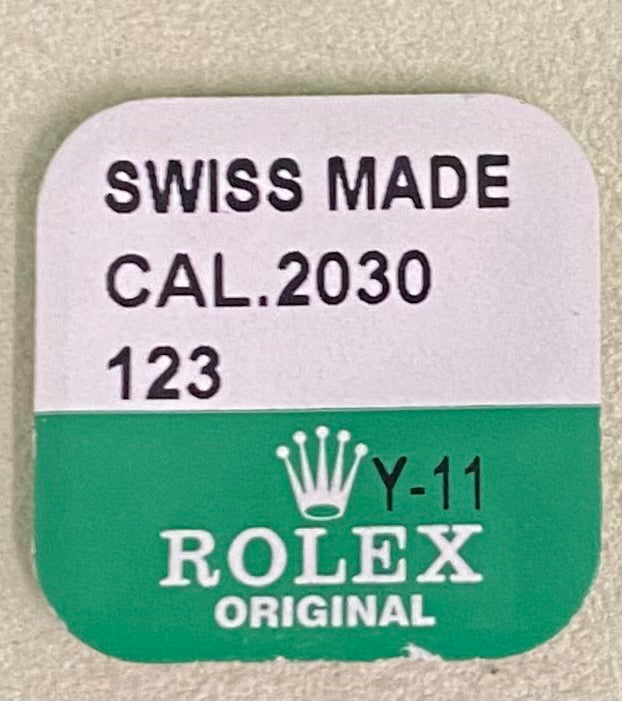 SWISS MADE
CAL.2030
123
Y-11
ROLEX
ORIGINAL